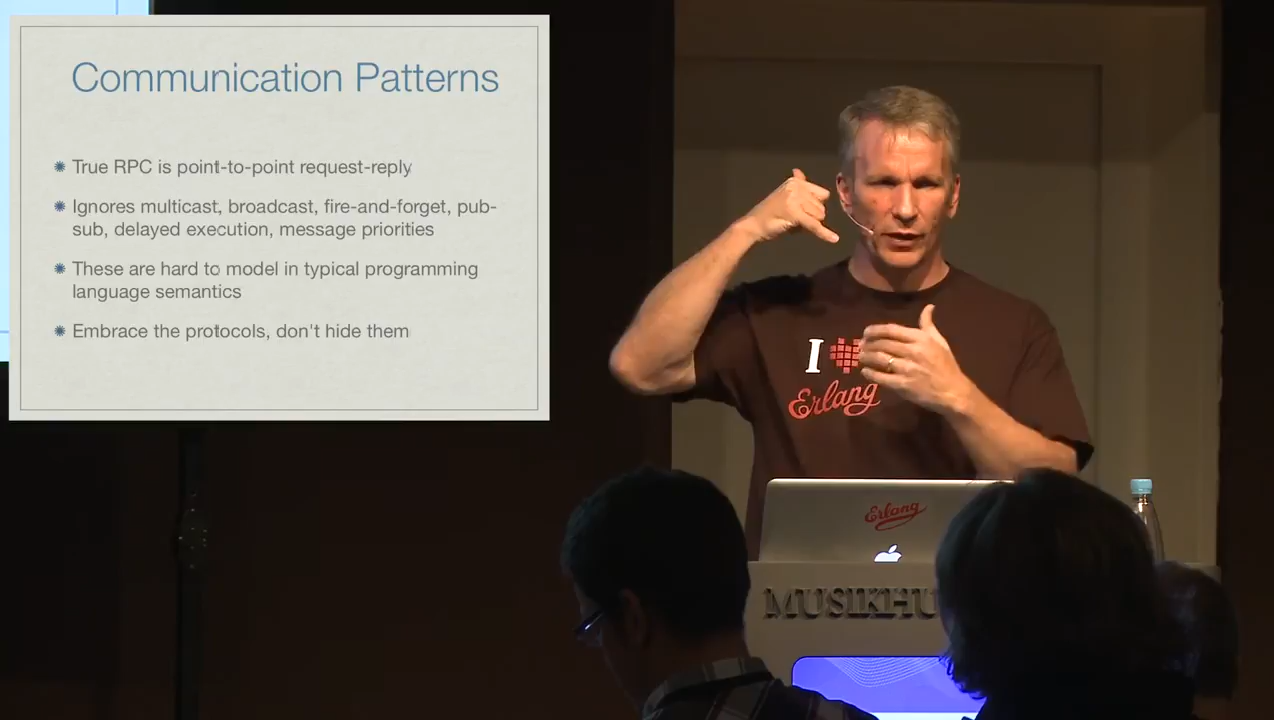 Communication Patterns
True RPC is point-to-point request-reply
Ignores multicast, broadcast, fire-and-forget, pub-
sub, delayed execution, message priorities
These are hard to model in typical programming
language semantics
Embrace the protocols, don't hide them
I
Erlang
Erlang
MUSIKHU